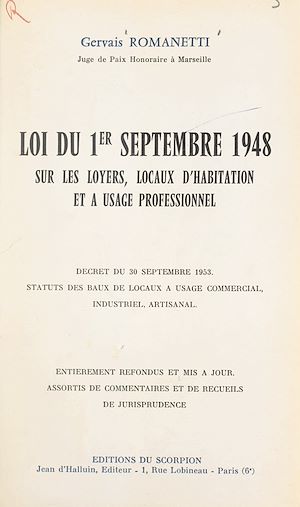 R
Gervais ROMANETTI
Juge de Paix Honoraire à Marseille
LOI DU 1ER SEPTEMBRE 1948
SUR LES LOYERS, LOCAUX D'HABITATION
ET A USAGE PROFESSIONNEL
DECRET DU 30 SEPTEMBRE 1953.
STATUTS DES BAUX DE LOCAUX A USAGE COMMERCIAL,
INDUSTRIEL, ARTISANAL.
ENTIEREMENT REFONDUS ET MIS A JOUR.
ASSORTIS DE COMMENTAIRES ET DE RECUEILS
DE JURISPRUDENCE
EDITIONS DU SCORPION
Jean d'Halluin, Editeur - 1, Rue Lobineau - Paris (6e)